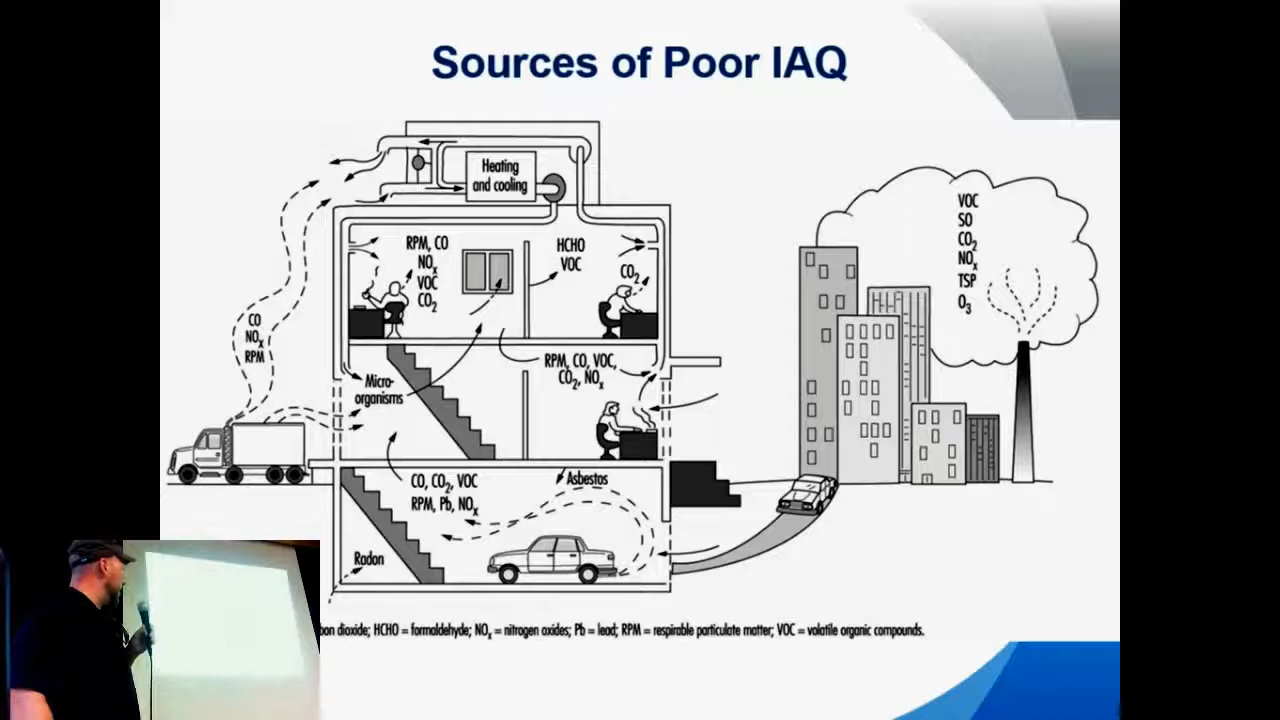 Sources of Poor IAQ
Heating
and cooling
RPM, CO
NOx
VOC
CO2
HCHO
VOC
CO2
VOC
SO
CO2
NOx
TSP
O3
CO
NOx
RPM
RPM, CO, VOC,
CO2, NOx
Micro-
organisms
CO, CO2, VOC
RPM, Pb, NOx
Asbestos
Radon
dioxide; HCHO = formaldehyde; NOx = nitrogen oxides; Pb = lead; RPM = respirable particulate matter; VOC = volatile organic compounds.